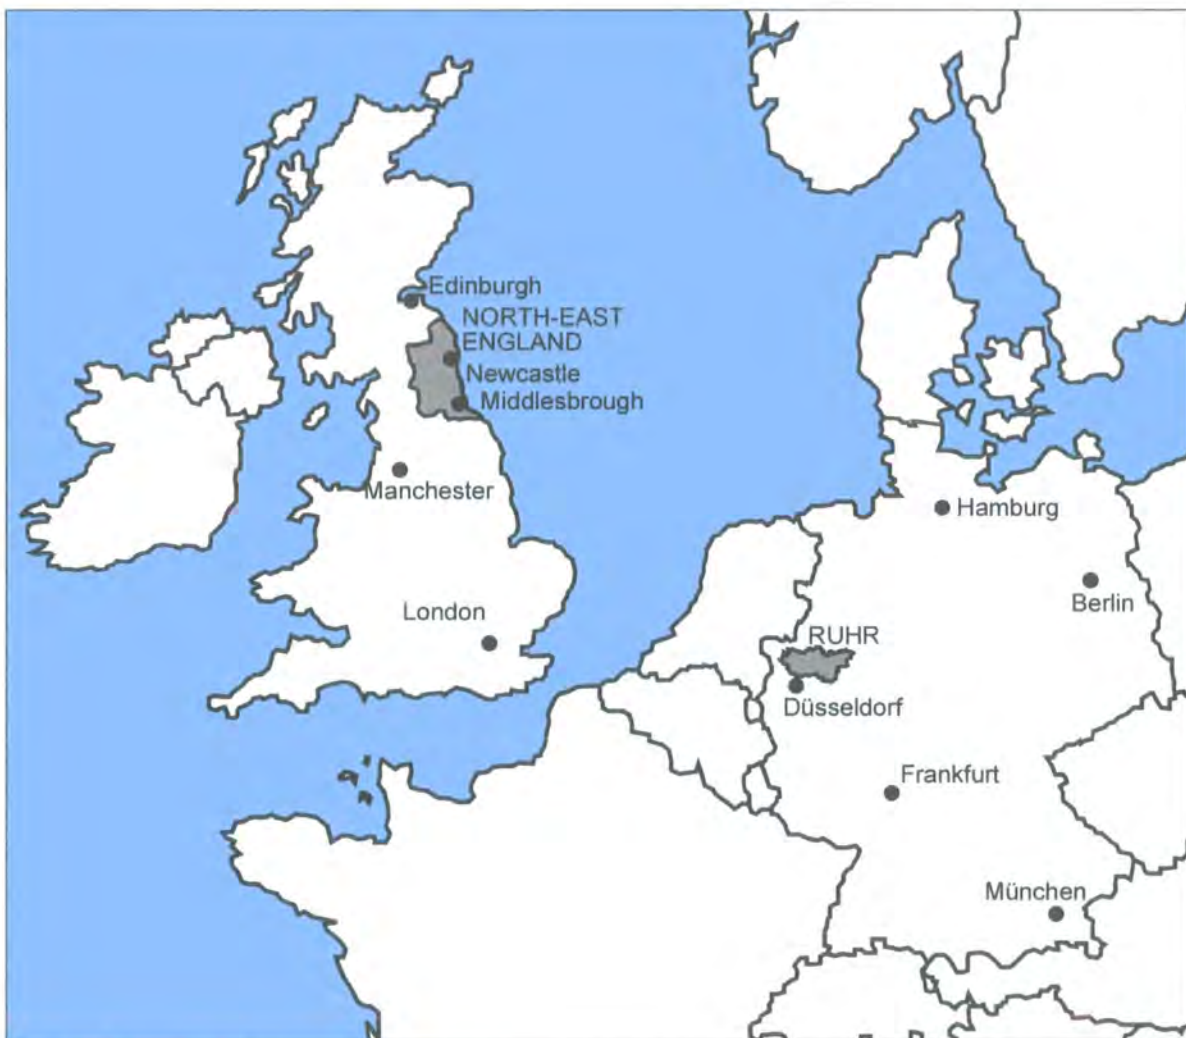 Edinburgh
NORTH-EAST
ENGLAND
Newcastle
Middlesbrough
Manchester
Hamburg
Berlin
London
RUHR
Düsseldorf
Frankfurt
München